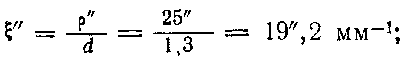 ξ″ = ρ″/d = 25″/1,3 = 19″,2 мм⁻¹;